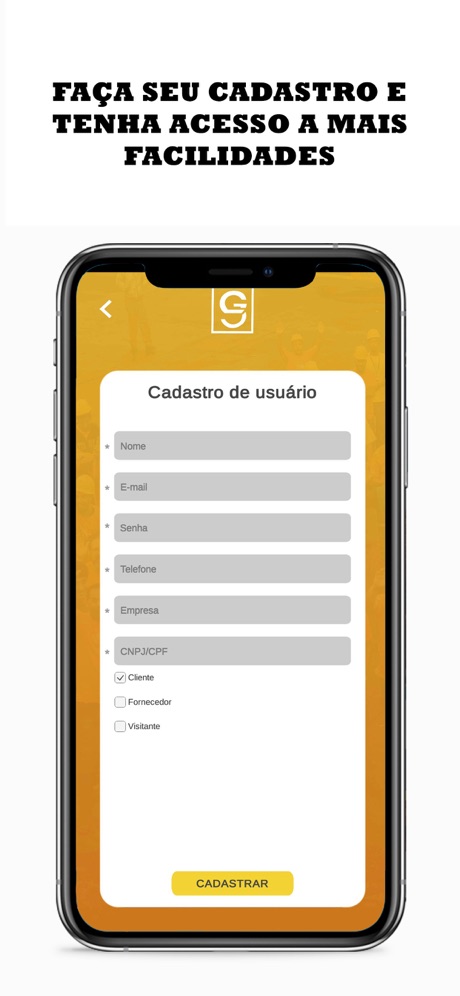 FAÇA SEU CADASTRO E
TENHA ACESSO A MAIS
FACILIDADES
Cadastro de usuário
* Nome
* E-mail
* Senha
* Telefone
* Empresa
* CNPJ/CPF
Cliente
Fornecedor
Visitante
CADASTRAR